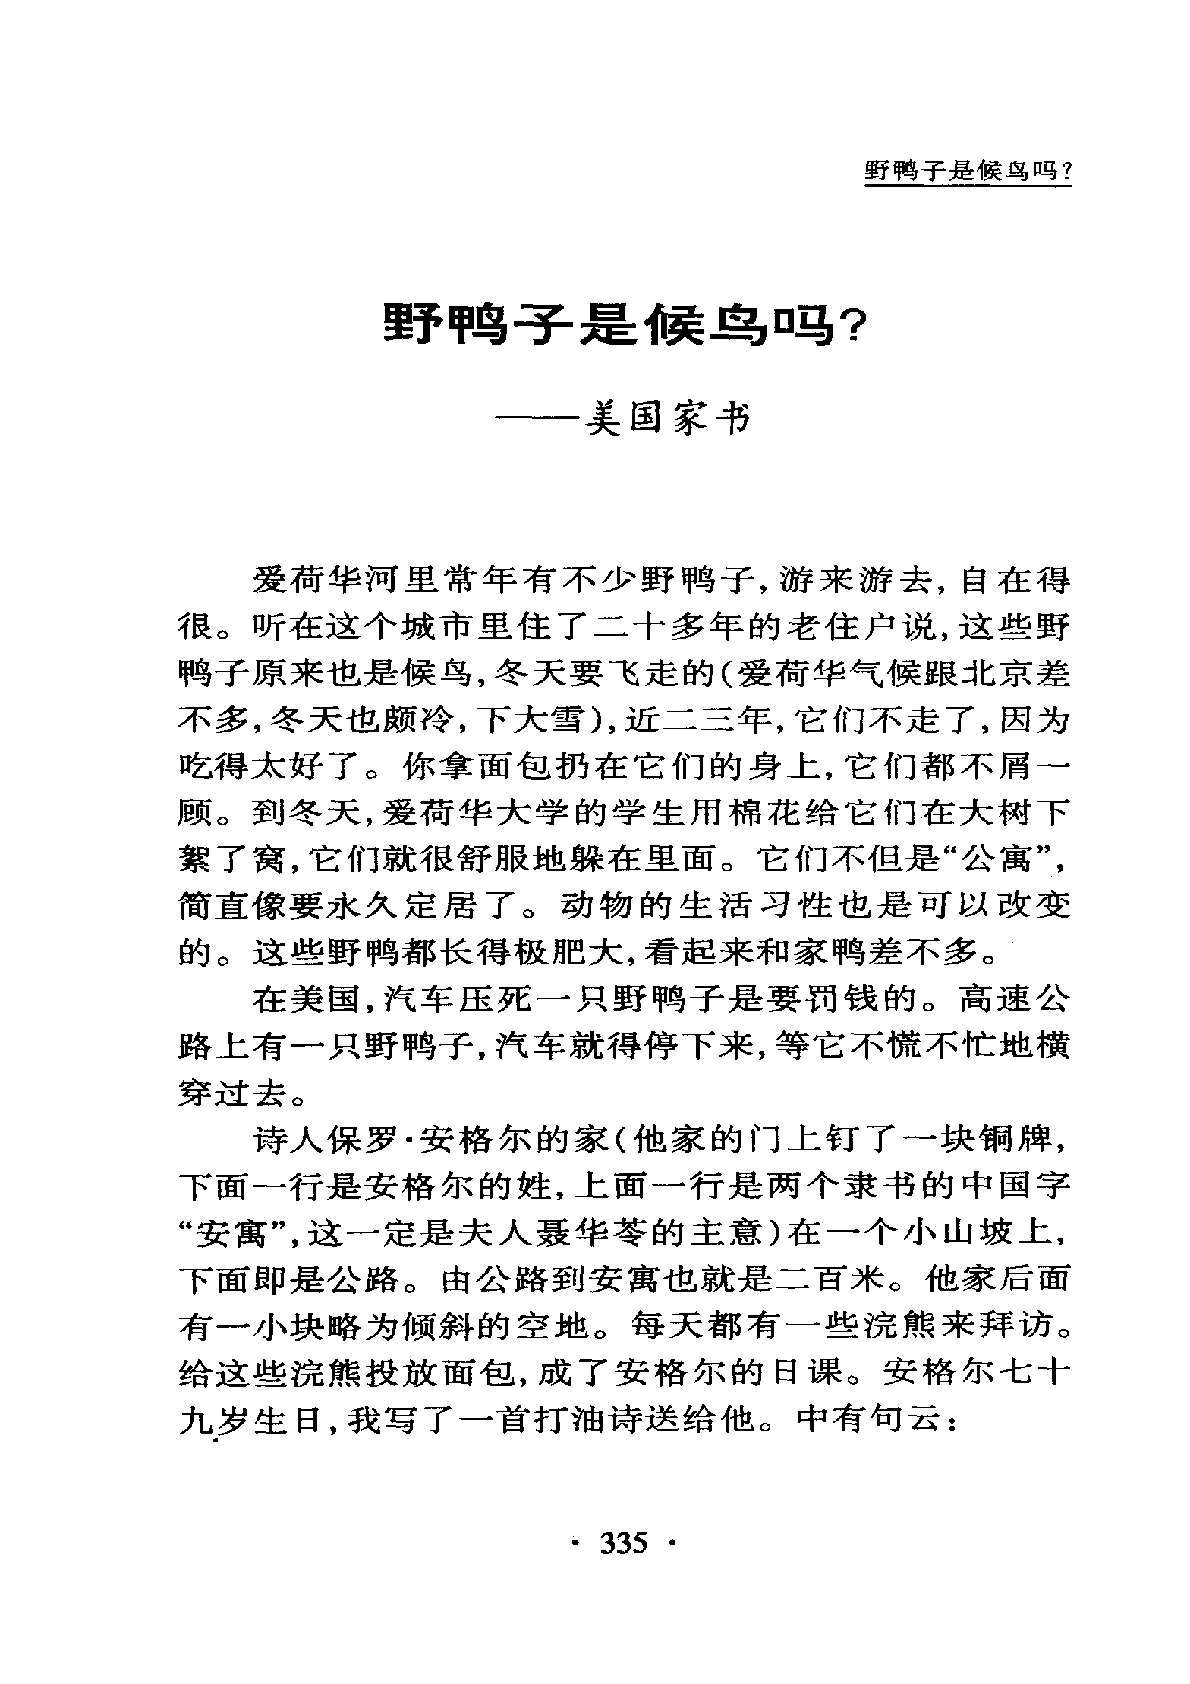 野鸭子是候鸟吗?
野鸭子是候鸟吗?
——美国家书
爱荷华河里常年有不少野鸭子,游来游去,自在得
很。听在这个城市里住了二十多年的老住户说,这些野
鸭子原来也是候鸟,冬天要飞走的(爱荷华气候跟北京差
不多,冬天也颇冷,下大雪),近二三年,它们不走了,因为
吃得太好了。你拿面包扔在它们的身上,它们都不屑一
顾。到冬天,爱荷华大学的学生用棉花给它们在大树下
絮了窝,它们就很舒服地躲在里面。它们不但是“公寓”,
简直像要永久定居了。动物的生活习性也是可以改变
的。这些野鸭都长得极肥大,看起来和家鸭差不多。
在美国,汽车压死一只野鸭子是要罚钱的。高速公
路上有一只野鸭子,汽车就得停下来,等它不慌不忙地横
穿过去。
诗人保罗·安格尔的家(他家的门上钉了一块铜牌,
下面一行是安格尔的姓,上面一行是两个隶书的中国字
“安寓”,这一定是夫人聂华苓的主意)在一个小山坡上,
下面即是公路。由公路到安寓也就是二百米。他家后面
有一小块略为倾斜的空地。每天都有一些浣熊来拜访。
给这些浣熊投放面包,成了安格尔的日课。安格尔七十
九岁生日,我写了一首打油诗送给他。中有句云：
· 335 ·